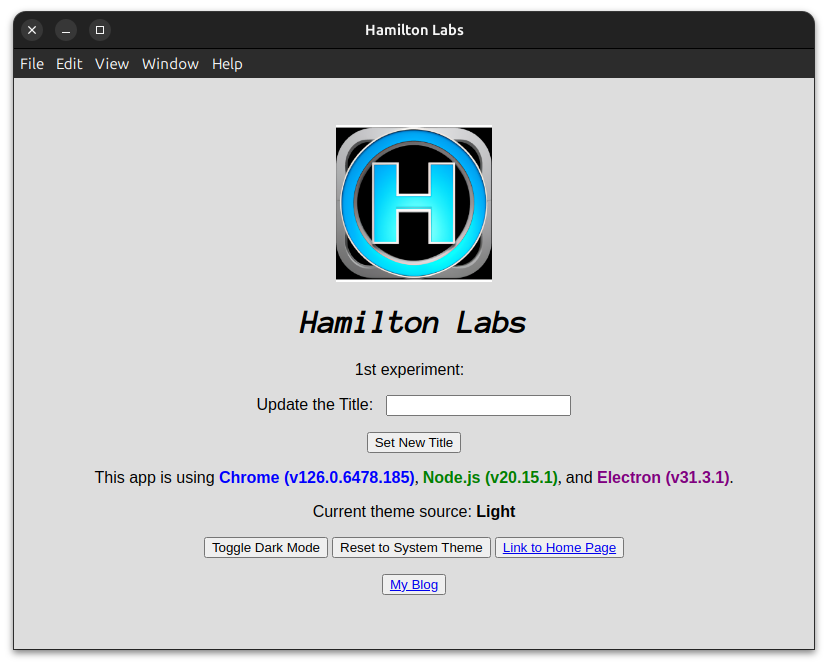 Hamilton Labs
File Edit View Window Help
H
Hamilton Labs
1st experiment:
Update the Title:
Set New Title
This app is using Chrome (v126.0.6478.185), Node.js (v20.15.1), and Electron (v31.3.1).
Current theme source: Light
Toggle Dark Mode Reset to System Theme Link to Home Page
My Blog